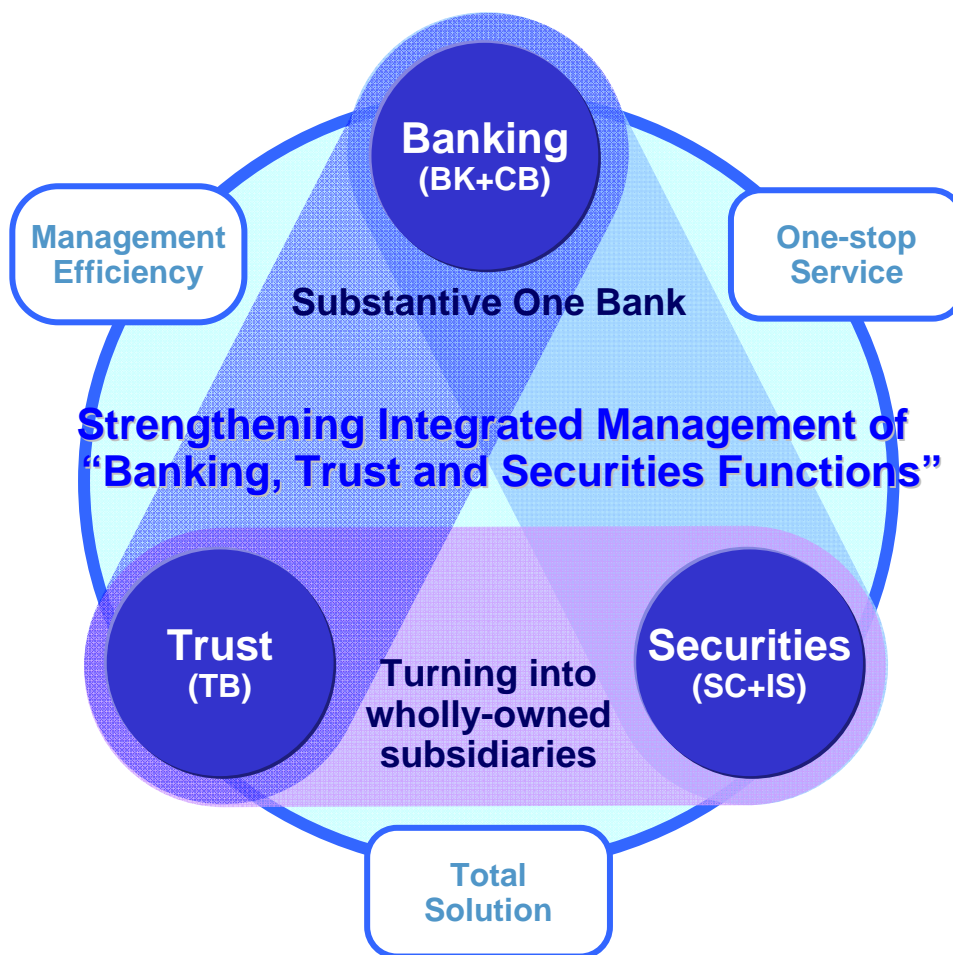 Banking
(BK+CB)
Management
Efficiency
One-stop
Service
Substantive One Bank
Strengthening Integrated Management of
“Banking, Trust and Securities Functions”
Trust
(TB)
Securities
(SC+IS)
Turning into
wholly-owned
subsidiaries
Total
Solution